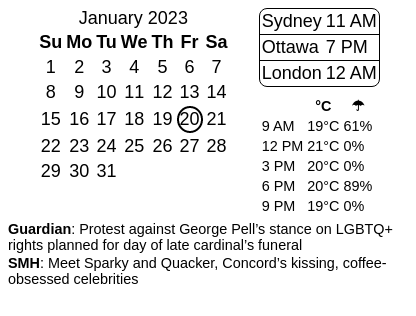 January 2023
Su Mo Tu We Th Fr Sa
1 2 3 4 5 6 7
8 9 10 11 12 13 14
15 16 17 18 19 20 21
22 23 24 25 26 27 28
29 30 31
Sydney 11 AM
Ottawa 7 PM
London 12 AM
°C ☂
9 AM 19°C 61%
12 PM 21°C 0%
3 PM 20°C 0%
6 PM 20°C 89%
9 PM 19°C 0%
Guardian: Protest against George Pell’s stance on LGBTQ+
rights planned for day of late cardinal’s funeral
SMH: Meet Sparky and Quacker, Concord’s kissing, coffee-
obsessed celebrities